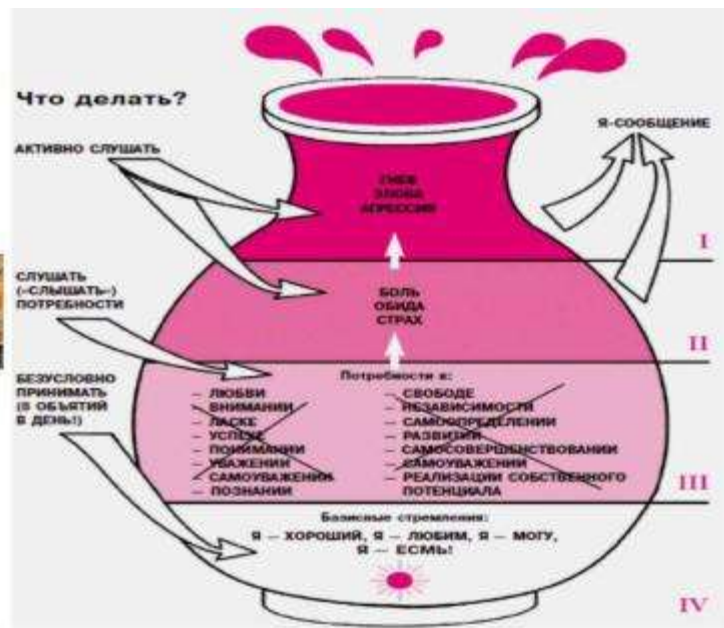 Что делать?
АКТИВНО СЛУШАТЬ
Я-СООБЩЕНИЕ
ГНЕВ
ЗЛОБА
АГРЕССИЯ
I
СЛУШАТЬ
(«СЛЫШАТЬ»)
ПОТРЕБНОСТИ
БОЛЬ
ОБИДА
СТРАХ
II
БЕЗУСЛОВНО
ПРИНИМАТЬ
(8 ОБЪЯТИЙ
В ДЕНЬ!)
Потребности в:
– ЛЮБВИ
– ВНИМАНИИ
– ЛАСКЕ
– УСПЕХЕ
– ПОНИМАНИИ
– УВАЖЕНИИ
– САМОУВАЖЕНИИ
– ПОЗНАНИИ
– СВОБОДЕ
– НЕЗАВИСИМОСТИ
– САМООПРЕДЕЛЕНИИ
– РАЗВИТИИ
– САМОСОВЕРШЕНСТВОВАНИИ
– САМОУВАЖЕНИИ
– РЕАЛИЗАЦИИ СОБСТВЕННОГО
ПОТЕНЦИАЛА
III
Базисные стремления:
Я – ХОРОШИЙ, Я – ЛЮБИМ, Я – МОГУ,
Я – ЕСМЬ!
IV